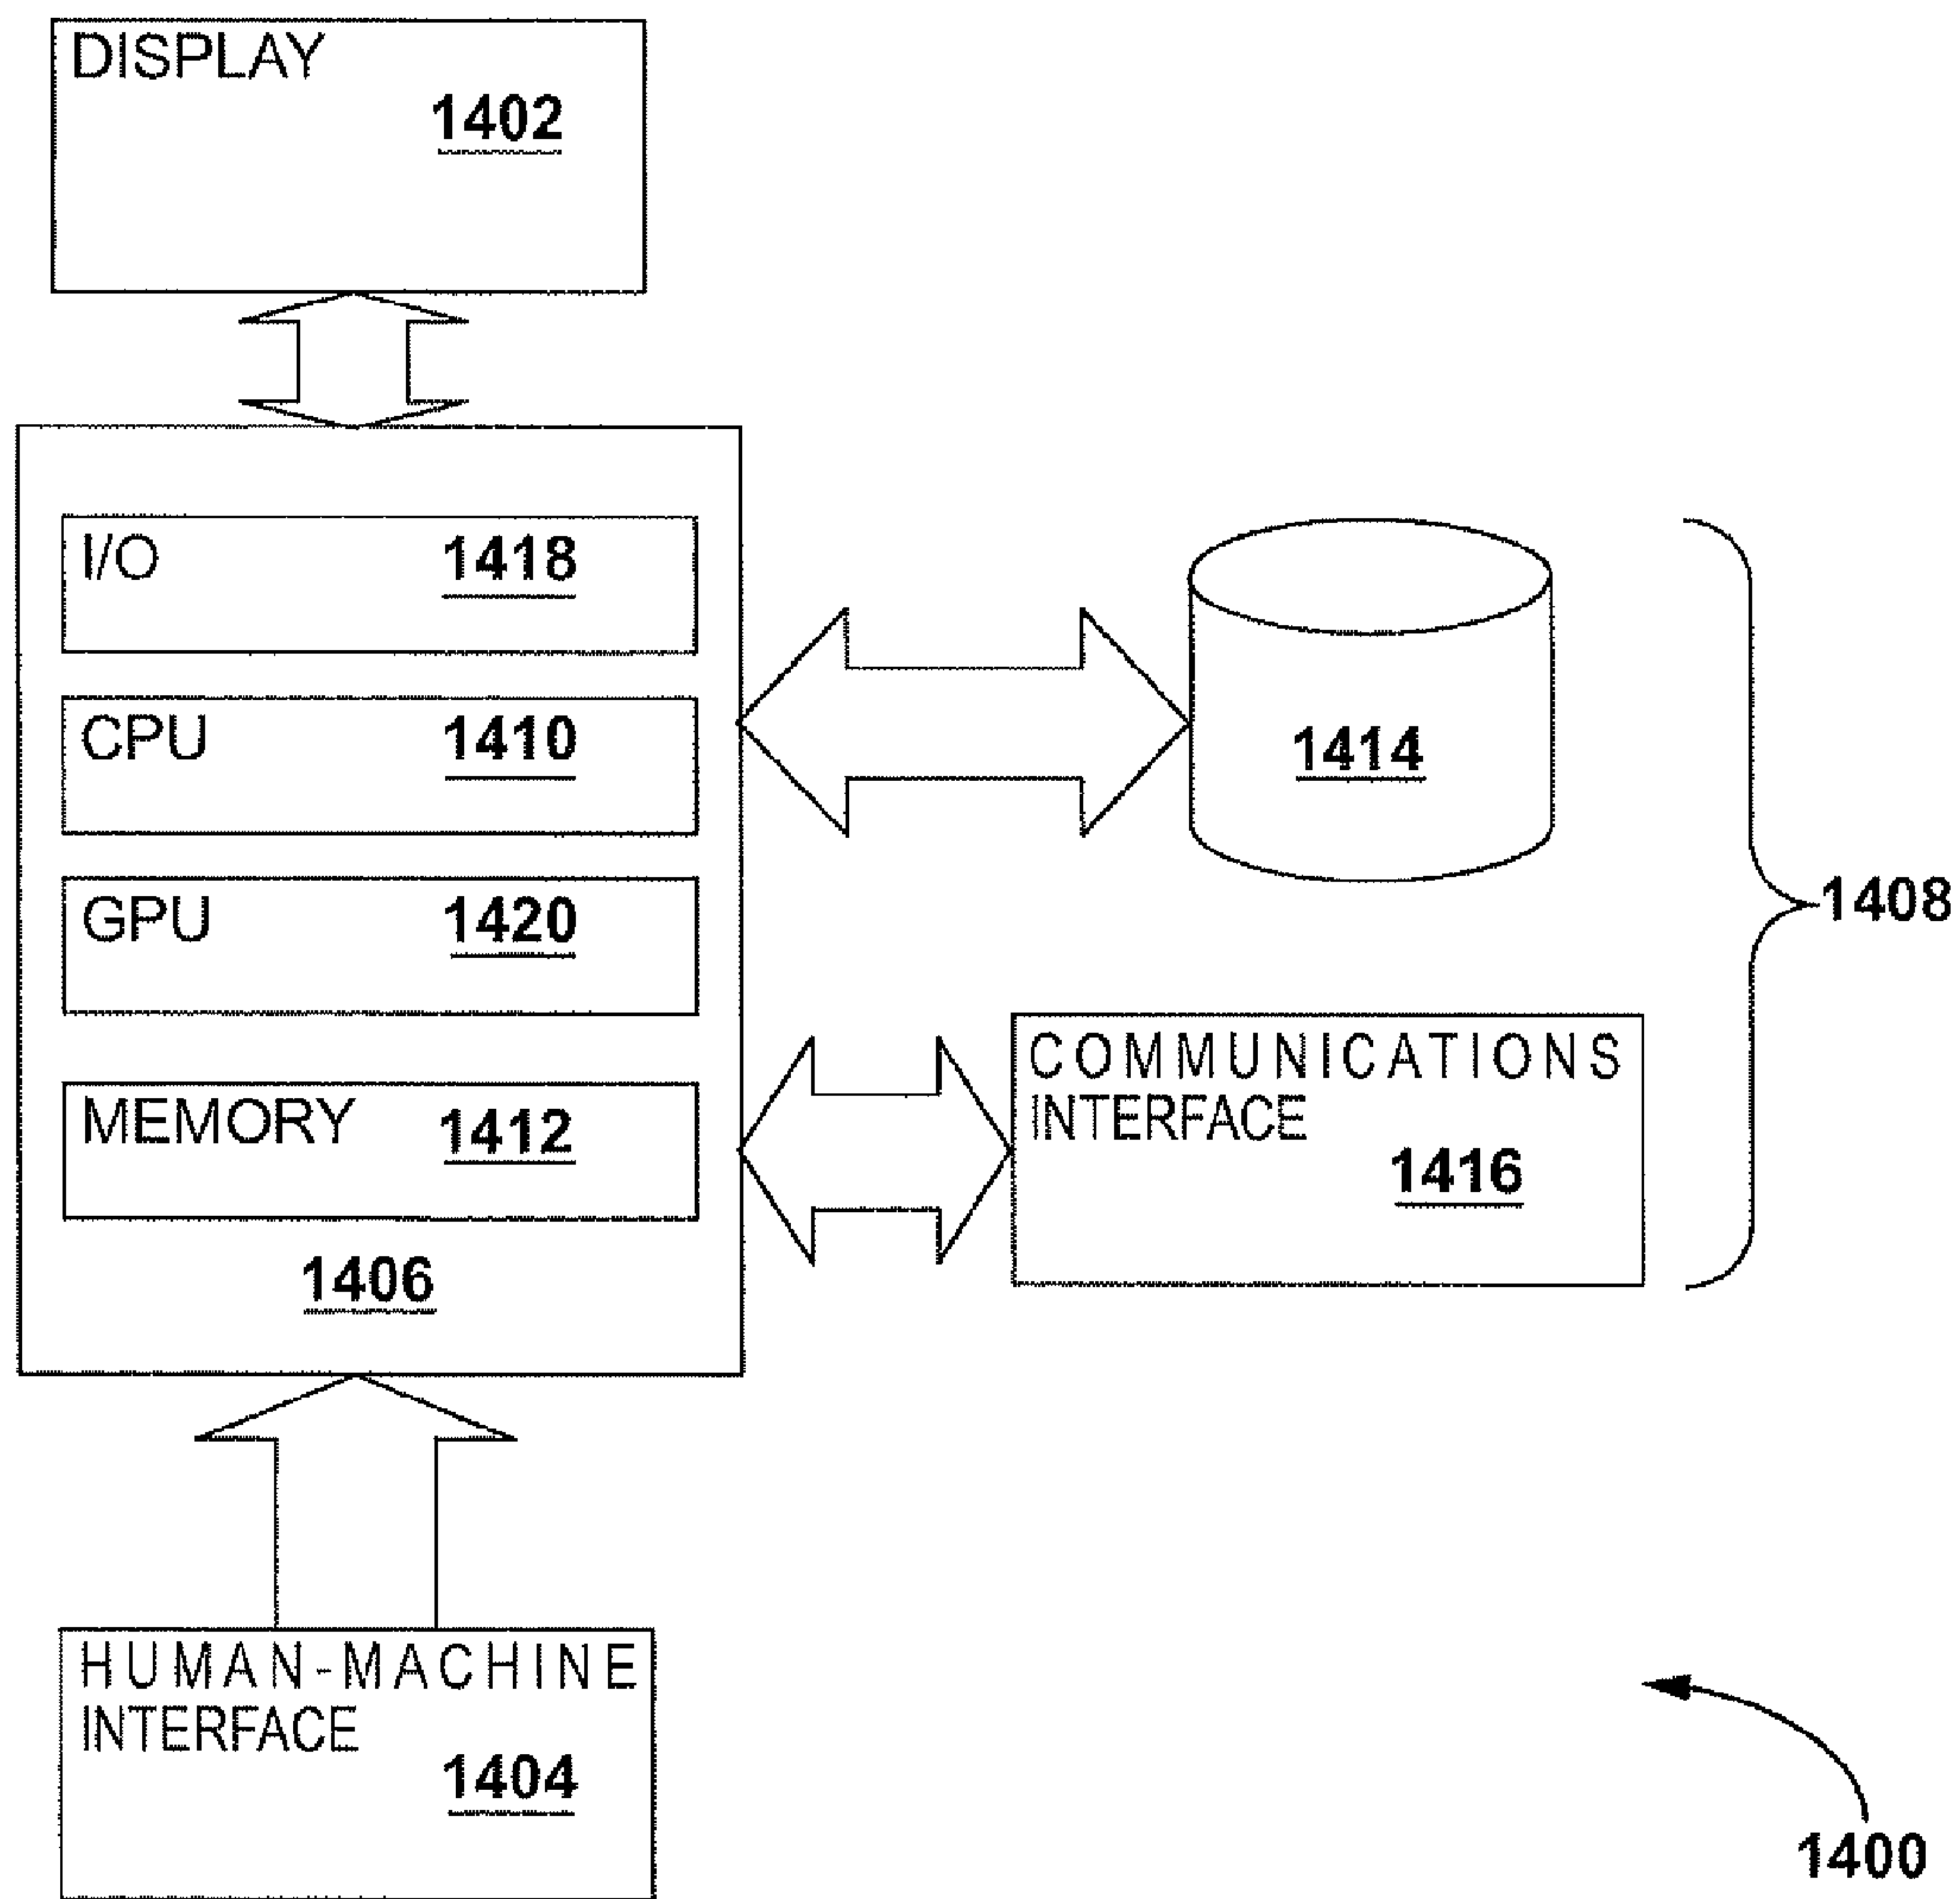 DISPLAY
1402
I/O 1418
CPU 1410
1414
GPU 1420
1408
COMMUNICATIONS
INTERFACE
1416
MEMORY 1412
1406
HUMAN-MACHINE
INTERFACE
1404
1400